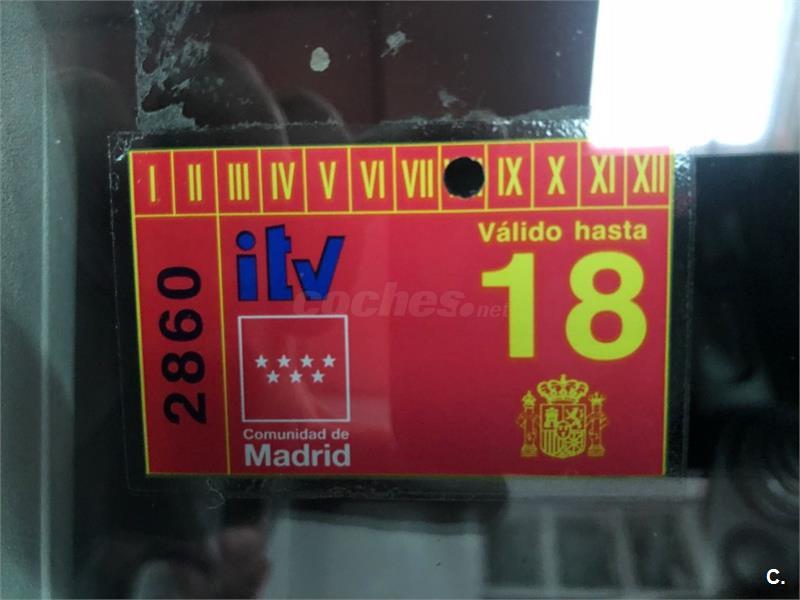 I II III IV V VI VII IX X XI XII
itv
Válido hasta
18
2860
coches.net
Comunidad de
Madrid
C.